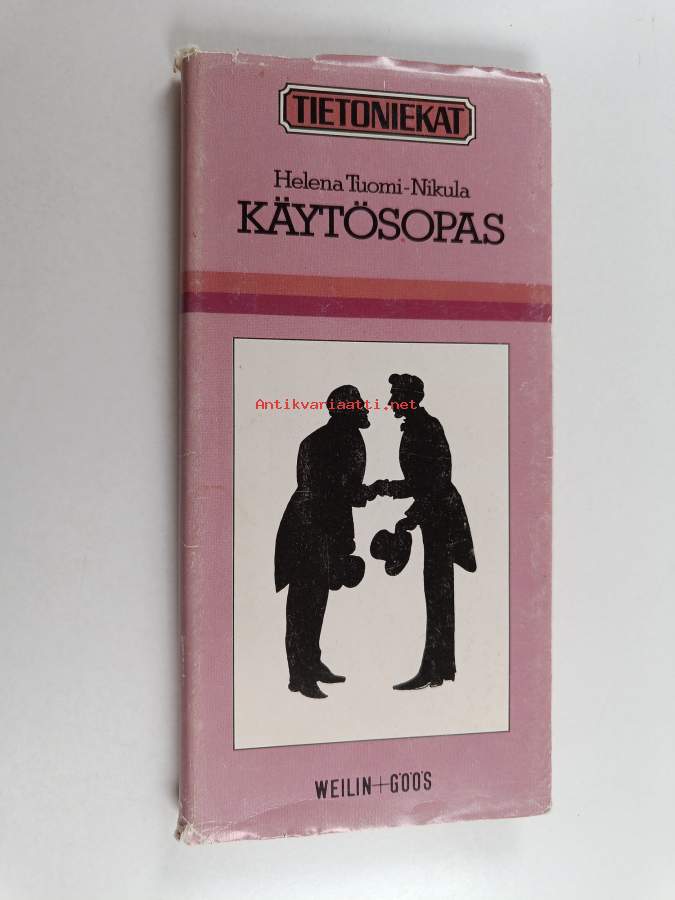 TIETONIEKAT
Helena Tuomi-Nikula
KÄYTÖSOPAS
Antikvariaatti.net
WEILIN+GÖÖS